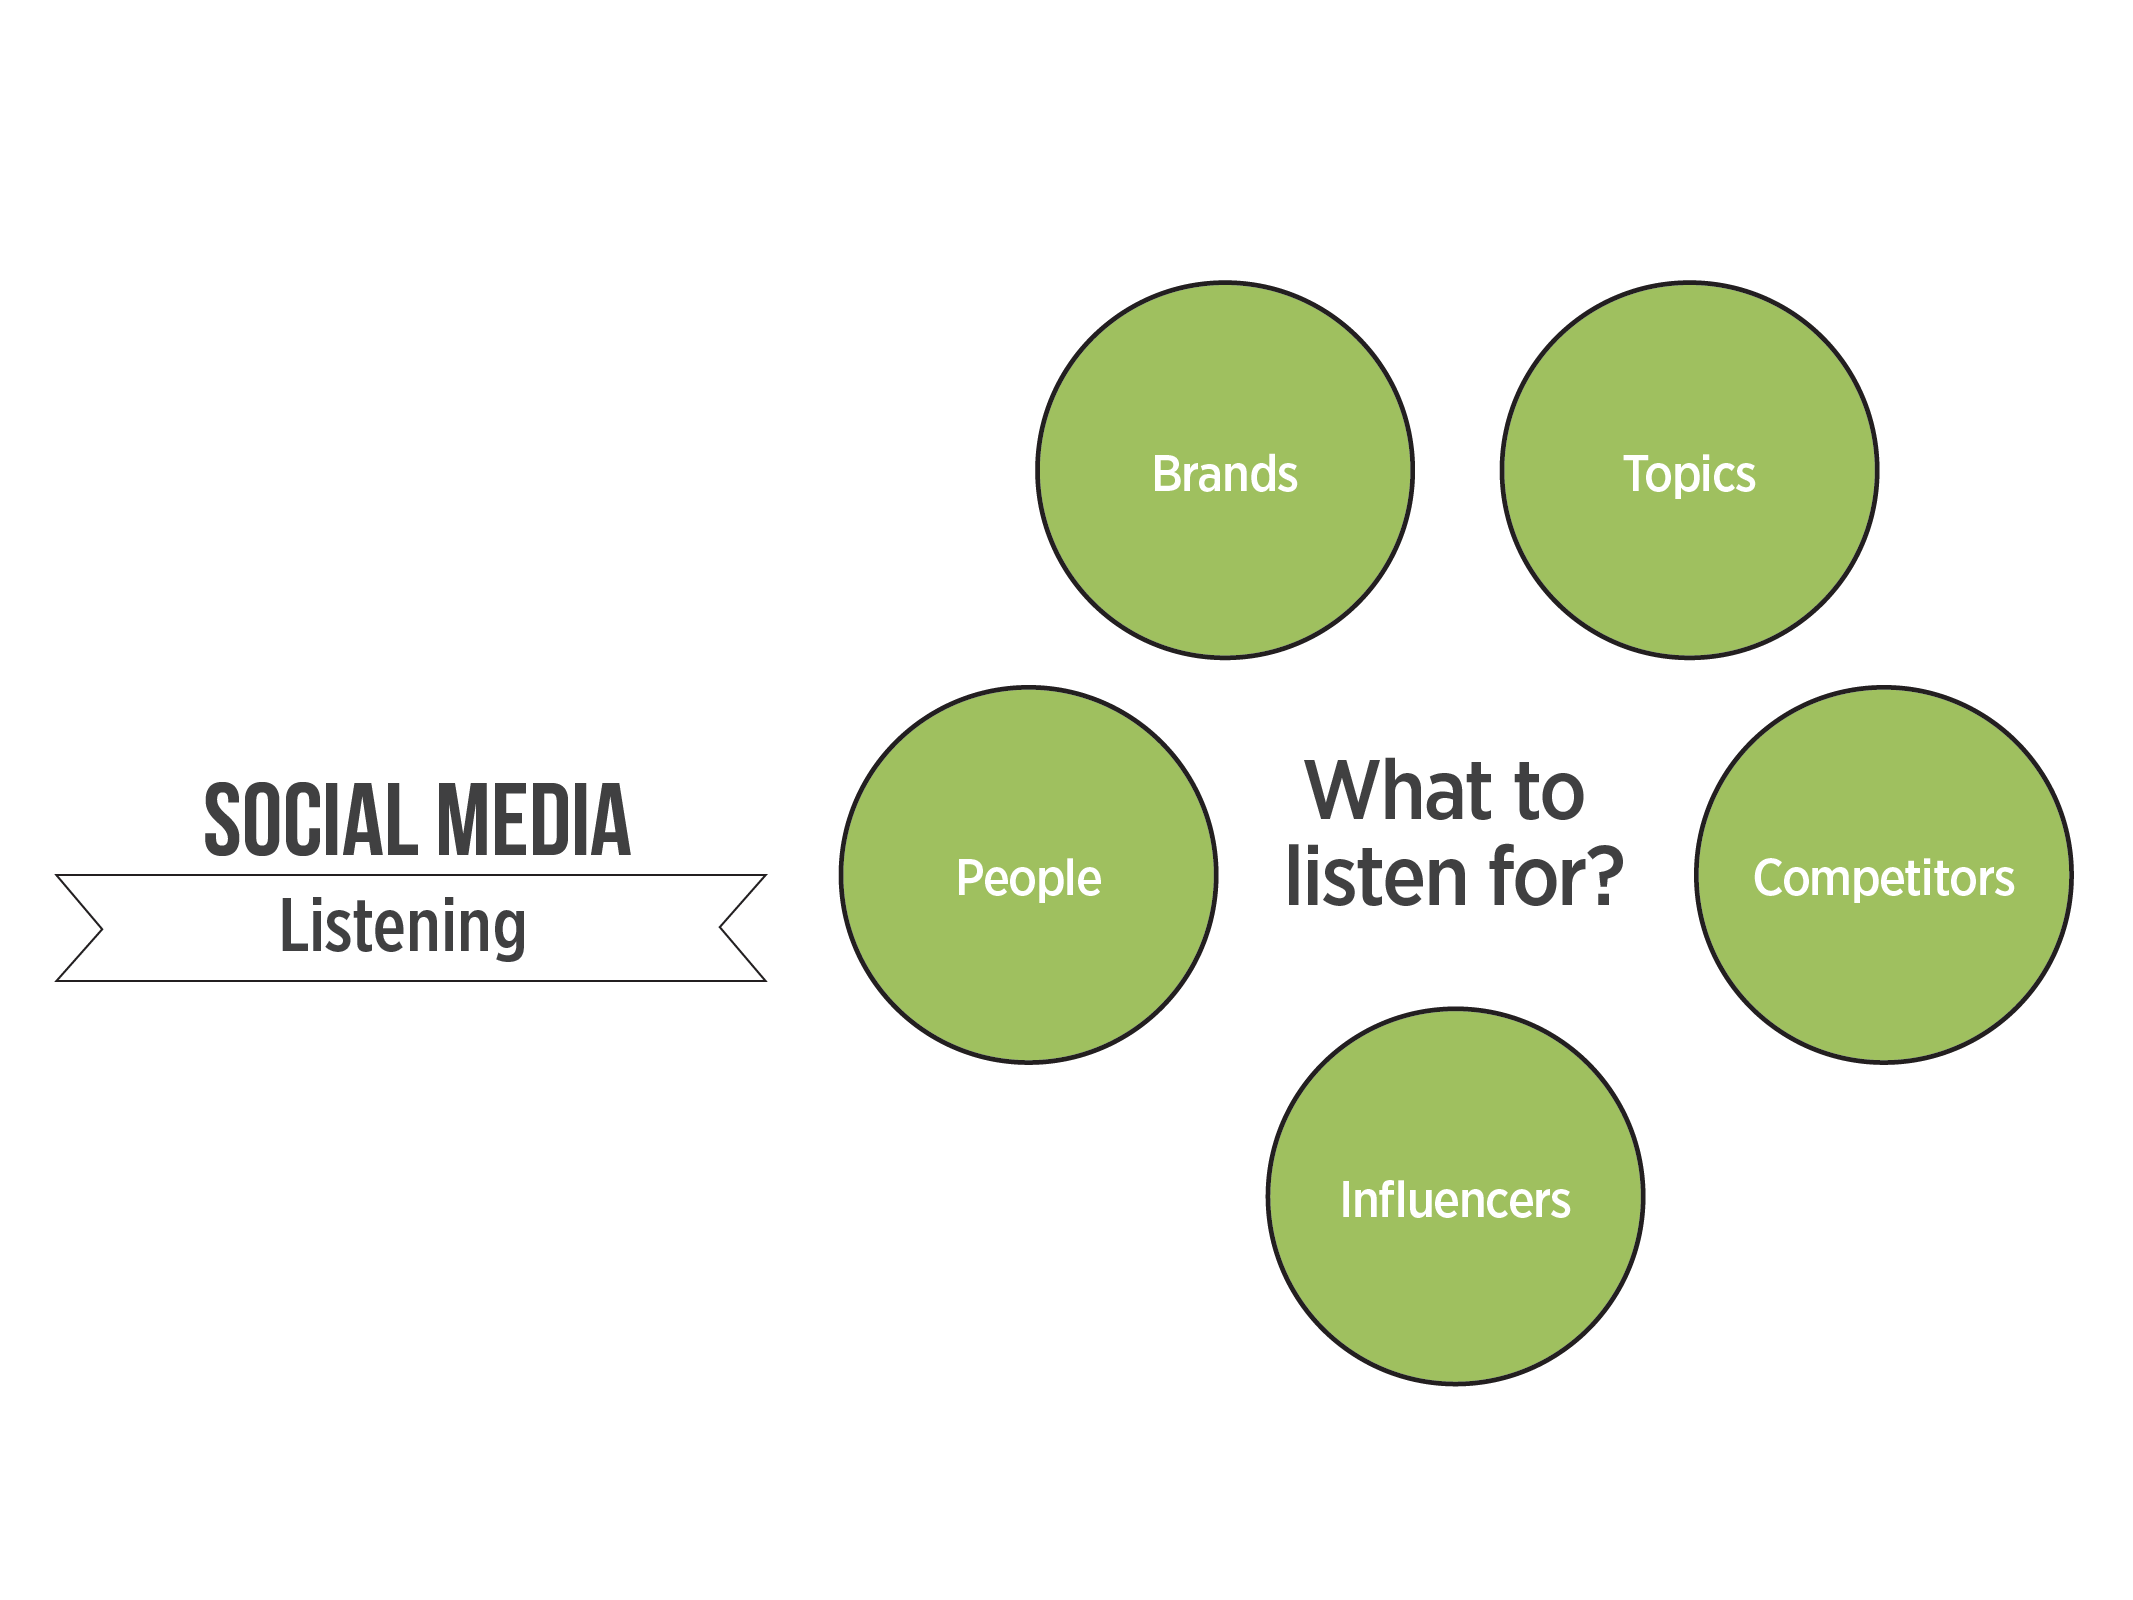 SOCIAL MEDIA
Listening
Brands
Topics
People
What to
listen for?
Competitors
Influencers